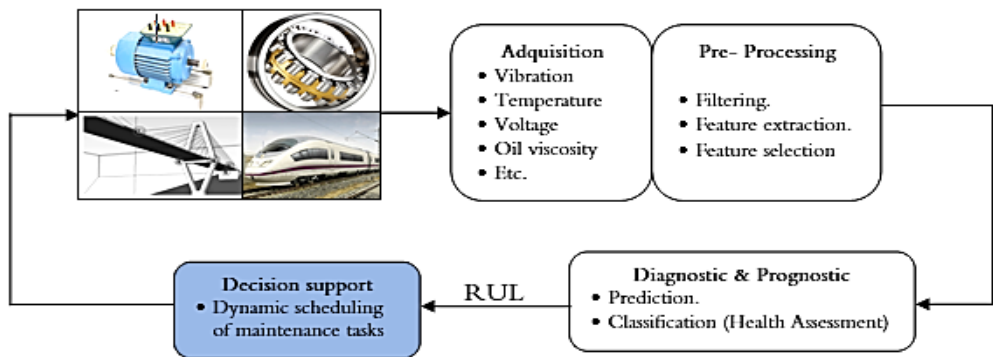 Adquisition
• Vibration
• Temperature
• Voltage
• Oil viscosity
• Etc.
Pre- Processing
• Filtering.
• Feature extraction.
• Feature selection
Decision support
• Dynamic scheduling
of maintenance tasks
RUL
Diagnostic & Prognostic
• Prediction.
• Classification (Health Assessment)